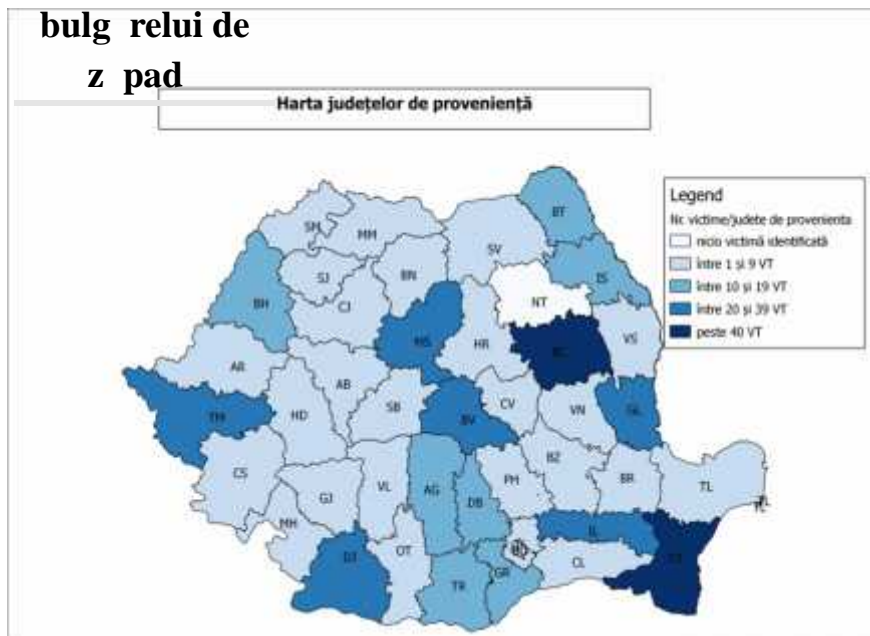 bulg relui de
z pad
Harta județelor de proveniență
Legend
Nr. victime/judete de provenienta
nicio victimă identificată
între 1 și 9 VT
între 10 și 19 VT
între 20 și 39 VT
peste 40 VT
BT
SM
MM
SV
IS
SJ
BN
BH
CJ
NT
MS
HR
BC
VS
AR
AB
TM
HD
SB
BV
CV
VN
GL
BZ
CS
VL
AG
PH
BR
TL
GJ
DB
MH
IL
OT
DJ
CL
GR
TR